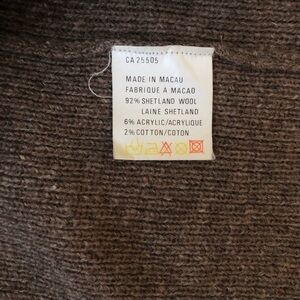 CA 25505
MADE IN MACAU
FABRIQUE A MACAO
92% SHETLAND WOOL
LAINE SHETLAND
6% ACRYLIC/ACRYLIQUE
2% COTTON/COTON